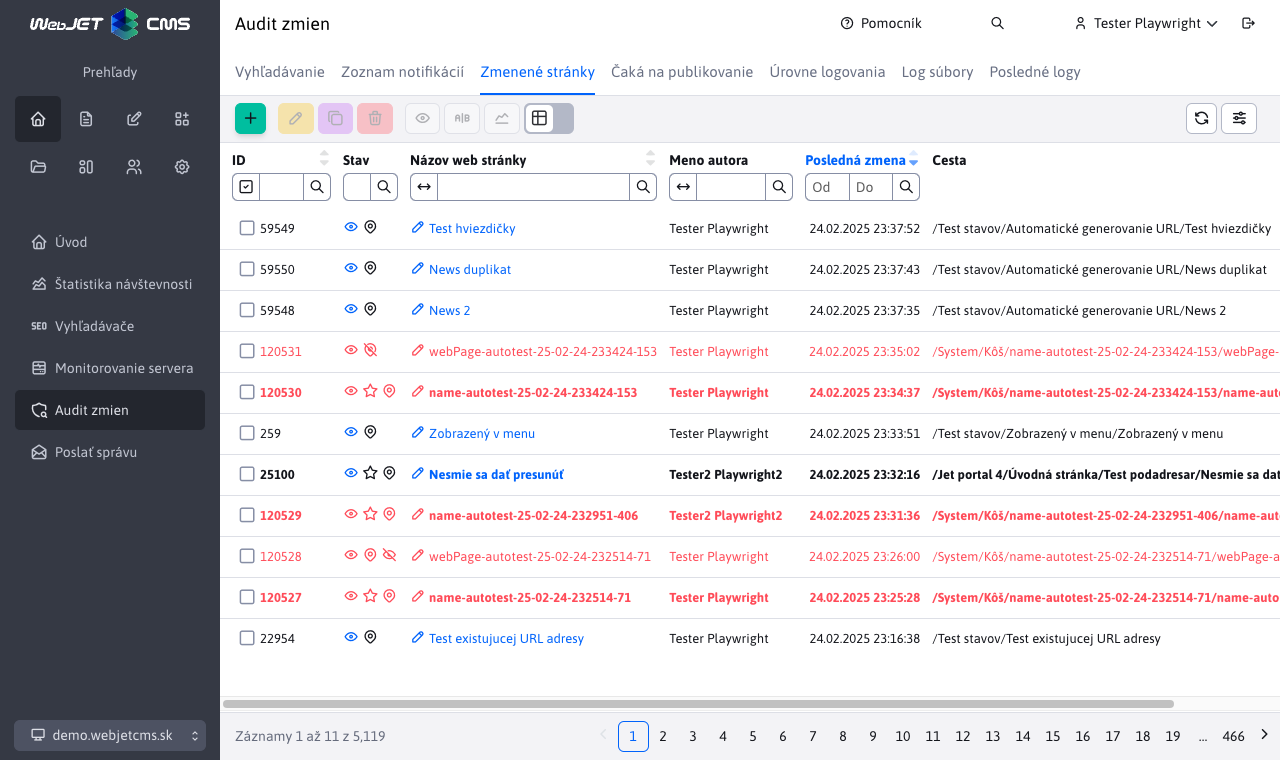 WebJET CMS
Audit zmien
Pomocník
Tester Playwright
Prehľady
Vyhľadávanie Zoznam notifikácií Zmenené stránky Čaká na publikovanie Úrovne logovania Log súbory Posledné logy
A|B
Úvod
Štatistika návštevnosti
SEO Vyhľadávače
Monitorovanie servera
Audit zmien
Poslať správu
demo.webjetcms.sk
ID Stav Názov web stránky Meno autora Posledná zmena Cesta
Od Do
59549 Test hviezdičky Tester Playwright 24.02.2025 23:37:52 /Test stavov/Automatické generovanie URL/Test hviezdičky
59550 News duplikat Tester Playwright 24.02.2025 23:37:43 /Test stavov/Automatické generovanie URL/News duplikat
59548 News 2 Tester Playwright 24.02.2025 23:37:35 /Test stavov/Automatické generovanie URL/News 2
120531 webPage-autotest-25-02-24-233424-153 Tester Playwright 24.02.2025 23:35:02 /System/Kôš/name-autotest-25-02-24-233424-153/webPage-
120530 name-autotest-25-02-24-233424-153 Tester Playwright 24.02.2025 23:34:37 /System/Kôš/name-autotest-25-02-24-233424-153/name-aut
259 Zobrazený v menu Tester Playwright 24.02.2025 23:33:51 /Test stavov/Zobrazený v menu/Zobrazený v menu
25100 Nesmie sa dať presunúť Tester2 Playwright2 24.02.2025 23:32:16 /Jet portal 4/Úvodná stránka/Test podadresar/Nesmie sa dať
120529 name-autotest-25-02-24-232951-406 Tester2 Playwright2 24.02.2025 23:31:36 /System/Kôš/name-autotest-25-02-24-232951-406/name-aut
120528 webPage-autotest-25-02-24-232514-71 Tester Playwright 24.02.2025 23:26:00 /System/Kôš/name-autotest-25-02-24-232514-71/webPage-a
120527 name-autotest-25-02-24-232514-71 Tester Playwright 24.02.2025 23:25:28 /System/Kôš/name-autotest-25-02-24-232514-71/name-auto
22954 Test existujucej URL adresy Tester Playwright 24.02.2025 23:16:38 /Test stavov/Test existujucej URL adresy
Záznamy 1 až 11 z 5,119
1 2 3 4 5 6 7 8 9 10 11 12 13 14 15 16 17 18 19 ... 466